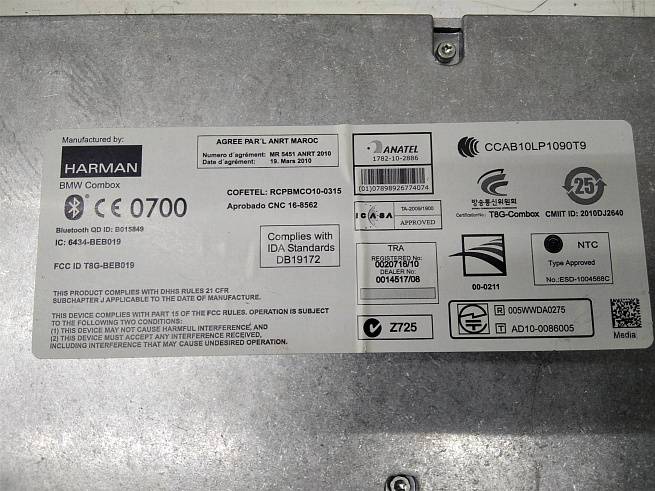 Manufactured by:
HARMAN
BMW Combox
CE 0700
Bluetooth QD ID: B015849
IC: 6434-BEB019
FCC ID T8G-BEB019
AGREE PAR'L ANRT MAROC
Numero d'agrément: MR 5451 ANRT 2010
Date d'agrément: 19. Mars 2010
COFETEL: RCPBMCO10-0315
Aprobado CNC 16-8562
Complies with
IDA Standards
DB19172
THIS PRODUCT COMPLIES WITH DHHS RULES 21 CFR
SUBCHAPTER J APPLICABLE TO THE DATE OF MANUFACTURE.
THIS DEVICE COMPLIES WITH PART 15 OF THE FCC RULES. OPERATION IS SUBJECT
TO THE FOLLOWING TWO CONDITIONS:
(1) THIS DEVICE MAY NOT CAUSE HARMFUL INTERFERENCE, AND
(2) THIS DEVICE MUST ACCEPT ANY INTERFERENCE RECEIVED,
INCLUDING INTERFERENCE THAT MAY CAUSE UNDESIRED OPERATION.
ANATEL
1782-10-2886
(01)07898926774074
ICASA
TA-2009/1900
APPROVED
TRA
REGISTERED No:
0020716/10
DEALER No:
0014517/08
Z725
CCAB10LP1090T9
방송통신위원회
25
Certification No.: T8G-Combox CMIIT ID: 2010DJ2640
00-0211
NTC
Type Approved
No:ESD-1004568C
R 005WWDA0275
T AD10-0086005
Media